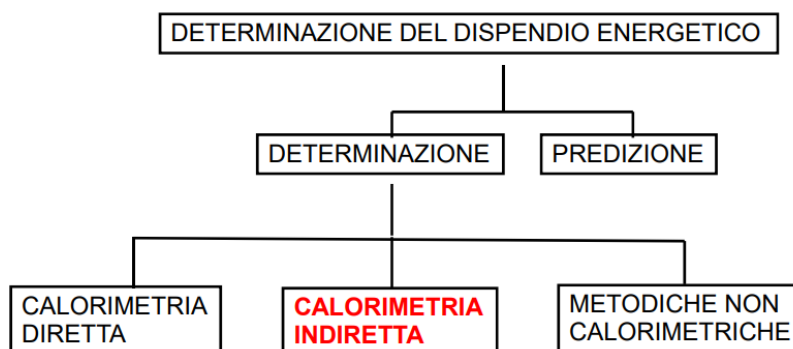 DETERMINAZIONE DEL DISPENDIO ENERGETICO
DETERMINAZIONE
PREDIZIONE
CALORIMETRIA
DIRETTA
CALORIMETRIA
INDIRETTA
METODICHE NON
CALORIMETRICHE